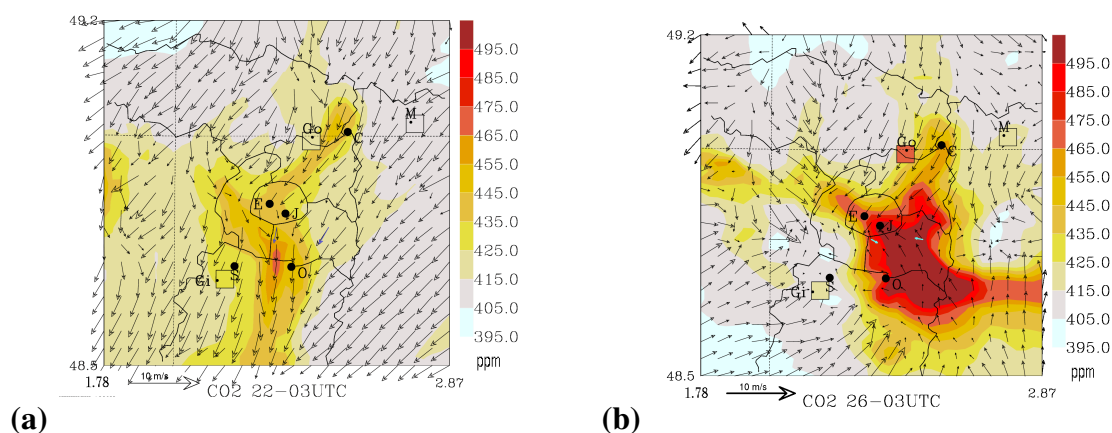 49.2
Go
M
C
E
J
S
O
Gi
48.5
1.78
10 m/s
2.87
CO2 22-03UTC
495.0
485.0
475.0
465.0
455.0
445.0
435.0
425.0
415.0
405.0
395.0
ppm
(a)
49.2
Go
M
C
E
J
S
O
Gi
48.5
1.78
10 m/s
2.87
CO2 26-03UTC
495.0
485.0
475.0
465.0
455.0
445.0
435.0
425.0
415.0
405.0
395.0
ppm
(b)